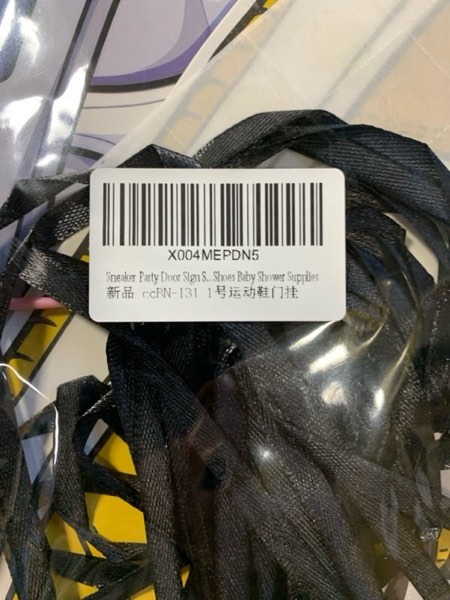 X004MEPDN5
Sneaker Party Door Sign S...Shoes Baby Shower Supplies
新品 ccRN-131 1号运动鞋门挂